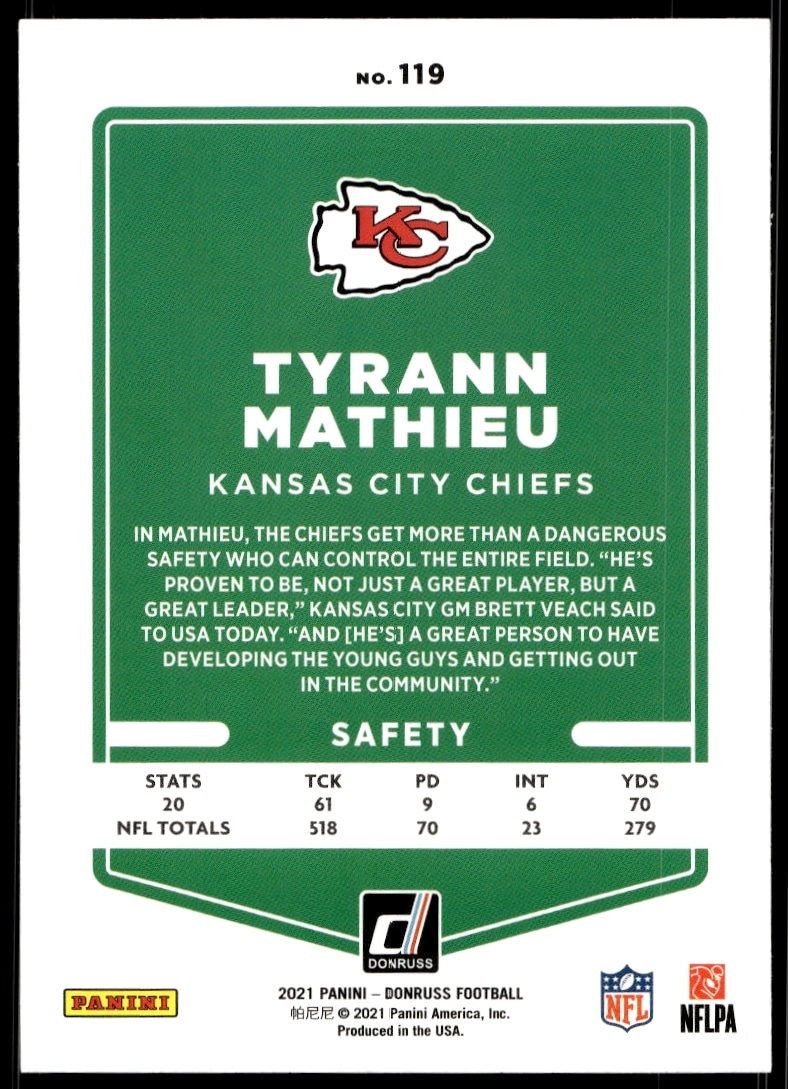 NO. 119
KC
TYRANN
MATHIEU
KANSAS CITY CHIEFS
IN MATHIEU, THE CHIEFS GET MORE THAN A DANGEROUS
SAFETY WHO CAN CONTROL THE ENTIRE FIELD. “HE’S
PROVEN TO BE, NOT JUST A GREAT PLAYER, BUT A
GREAT LEADER,” KANSAS CITY GM BRETT VEACH SAID
TO USA TODAY. “AND [HE’S] A GREAT PERSON TO HAVE
DEVELOPING THE YOUNG GUYS AND GETTING OUT
IN THE COMMUNITY.”
SAFETY
STATS TCK PD INT YDS
20 61 9 6 70
NFL TOTALS 518 70 23 279
d
DONRUSS
PANINI
2021 PANINI – DONRUSS FOOTBALL
帕尼尼 © 2021 Panini America, Inc.
Produced in the USA.
NFL
NFLPA